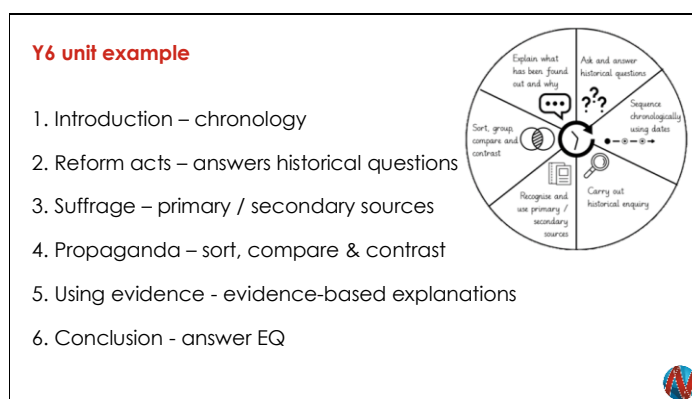 Y6 unit example
1. Introduction – chronology
2. Reform acts – answers historical questions
3. Suffrage – primary / secondary sources
4. Propaganda – sort, compare & contrast
5. Using evidence - evidence-based explanations
6. Conclusion - answer EQ
Explain what
has been found
out and why
Ask and answer
historical questions
???
Sequence
chronologically
using dates
Carry out
historical enquiry
Recognise and
use primary /
secondary
sources
Sort, group,
compare and
contrast
N